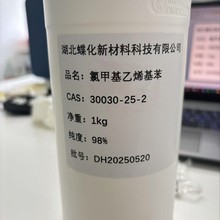 湖北蝶化新材料科技有限公司
品名：氯甲基乙烯基苯
CAS：30030-25-2
净重：1kg
纯度：98%
批号：DH20250520